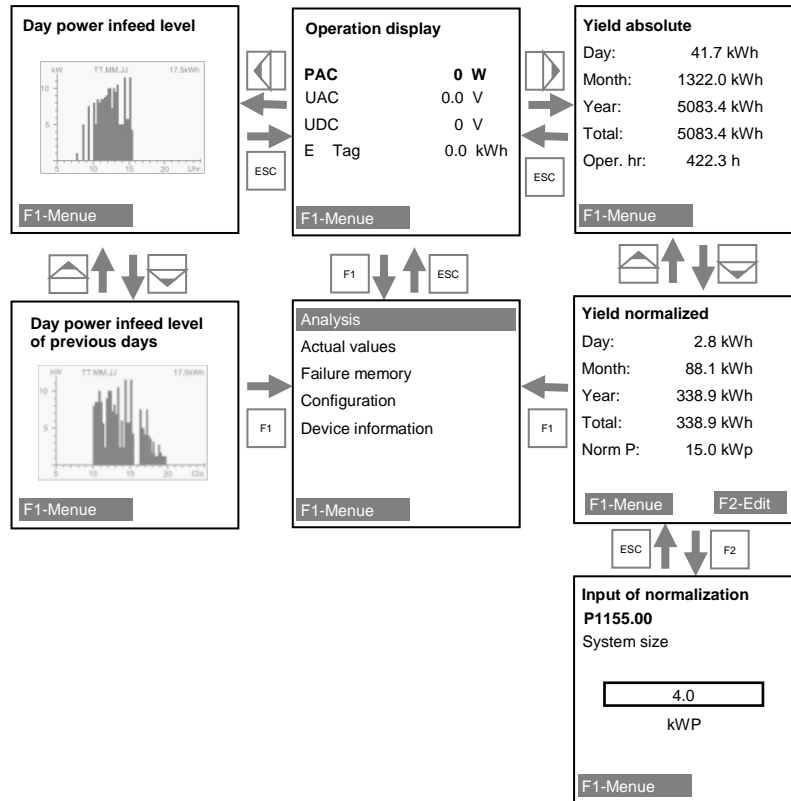 Day power infeed level
kW TT.MM.JJ 17.5kWh
10
5
5 10 15 20 Uhr
F1-Menue
Operation display
PAC 0 W
UAC 0.0 V
UDC 0 V
E Tag 0.0 kWh
F1-Menue
Yield absolute
Day: 41.7 kWh
Month: 1322.0 kWh
Year: 5083.4 kWh
Total: 5083.4 kWh
Oper. hr: 422.3 h
F1-Menue
ESC
ESC
F1
ESC
Day power infeed level
of previous days
kW TT.MM.JJ 17.5kWh
10
5
5 10 15 20 Clo
F1-Menue
F1
Analysis
Actual values
Failure memory
Configuration
Device information
F1-Menue
F1
Yield normalized
Day: 2.8 kWh
Month: 88.1 kWh
Year: 338.9 kWh
Total: 338.9 kWh
Norm P: 15.0 kWp
F1-Menue F2-Edit
ESC
F2
Input of normalization
P1155.00
System size
4.0
kWP
F1-Menue